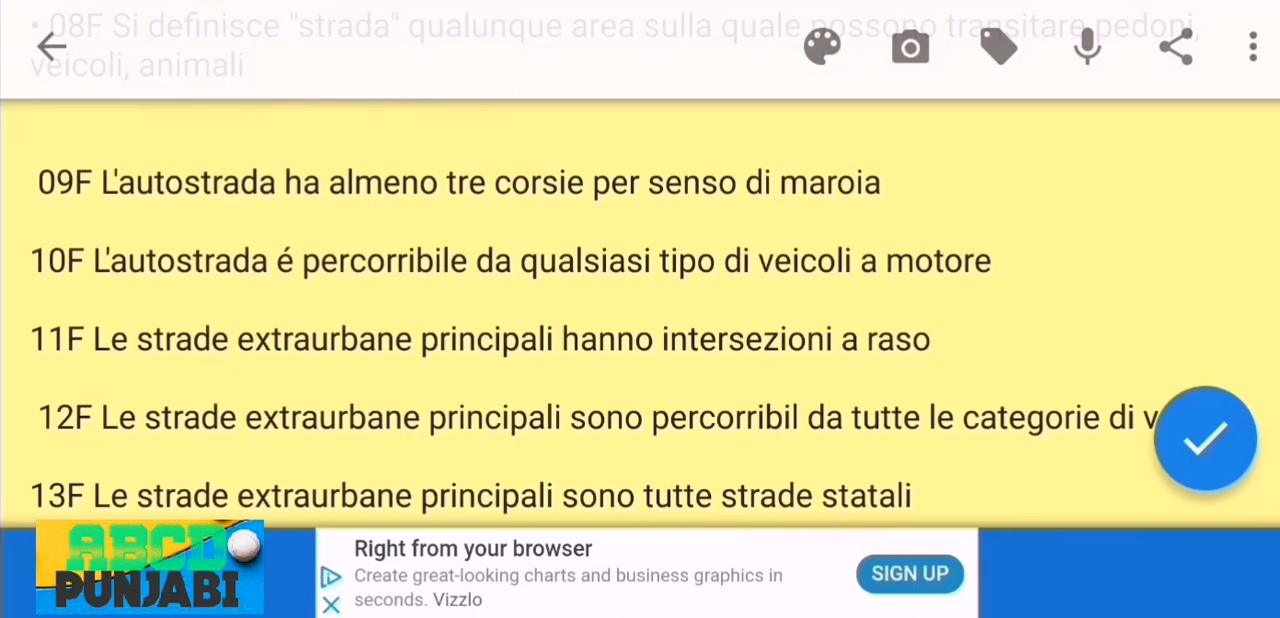 • 08F Si definisce "strada" qualunque area sulla quale possono transitare pedoni,
veicoli, animali
09F L'autostrada ha almeno tre corsie per senso di maroia
10F L'autostrada é percorribile da qualsiasi tipo di veicoli a motore
11F Le strade extraurbane principali hanno intersezioni a raso
12F Le strade extraurbane principali sono percorribil da tutte le categorie di v
13F Le strade extraurbane principali sono tutte strade statali
ABCD
PUNJABI
Right from your browser
Create great-looking charts and business graphics in
seconds. Vizzlo
SIGN UP